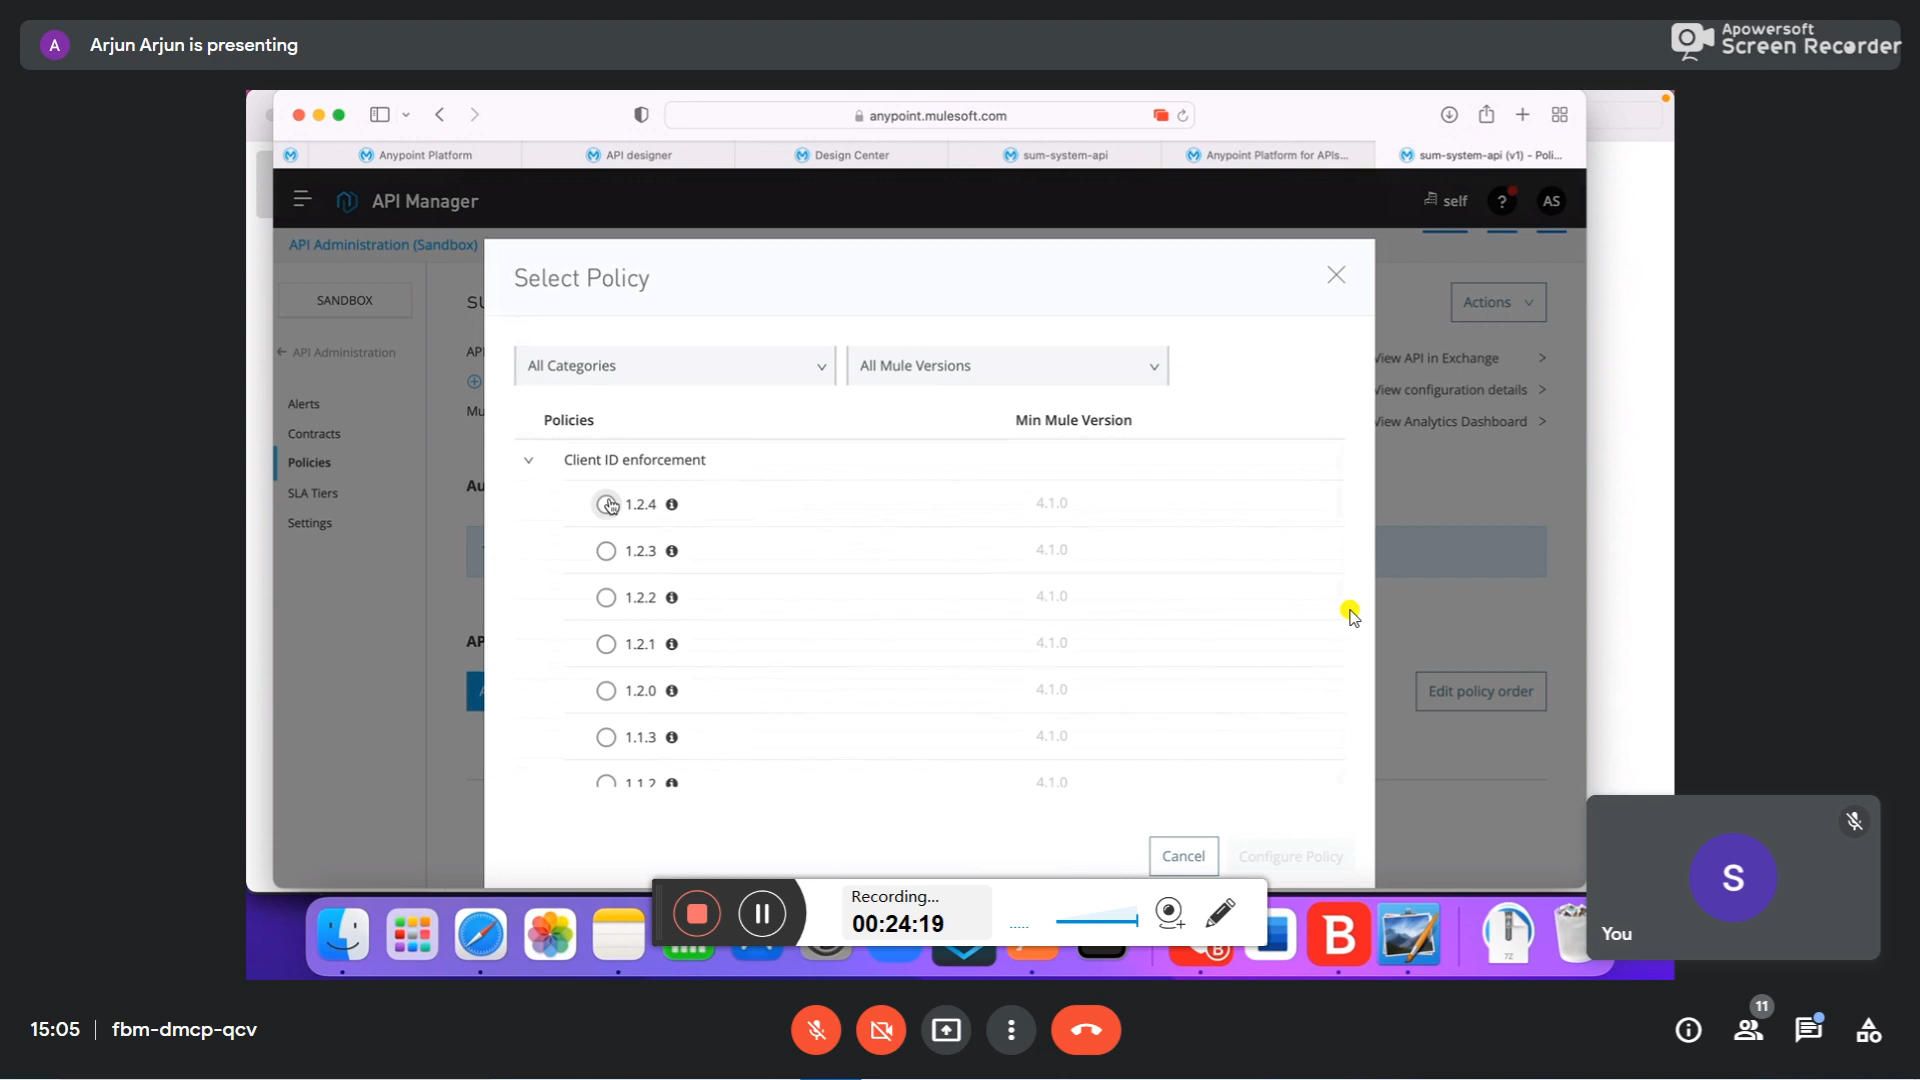 A Arjun Arjun is presenting
Apowersoft
Screen Recorder
anypoint.mulesoft.com
Anypoint Platform API designer Design Center sum-system-api Anypoint Platform for APIs... sum-system-api (v1) - Poli...
API Manager self ? AS
API Administration (Sandbox)
Select Policy
SANDBOX SU Actions
API Administration API View API in Exchange >
All Categories All Mule Versions
View configuration details >
Alerts Mu View Analytics Dashboard >
Policies Min Mule Version
Contracts
Policies Client ID enforcement
SLA Tiers Au
1.2.4 4.1.0
Settings
1.2.3 4.1.0
1.2.2 4.1.0
AP 1.2.1 4.1.0
A 1.2.0 4.1.0 Edit policy order
1.1.3 4.1.0
1.1.2 4.1.0
Cancel Configure Policy
S
You
Recording...
00:24:19
B
B
7Z
15:05 | fbm-dmcp-qcv
11